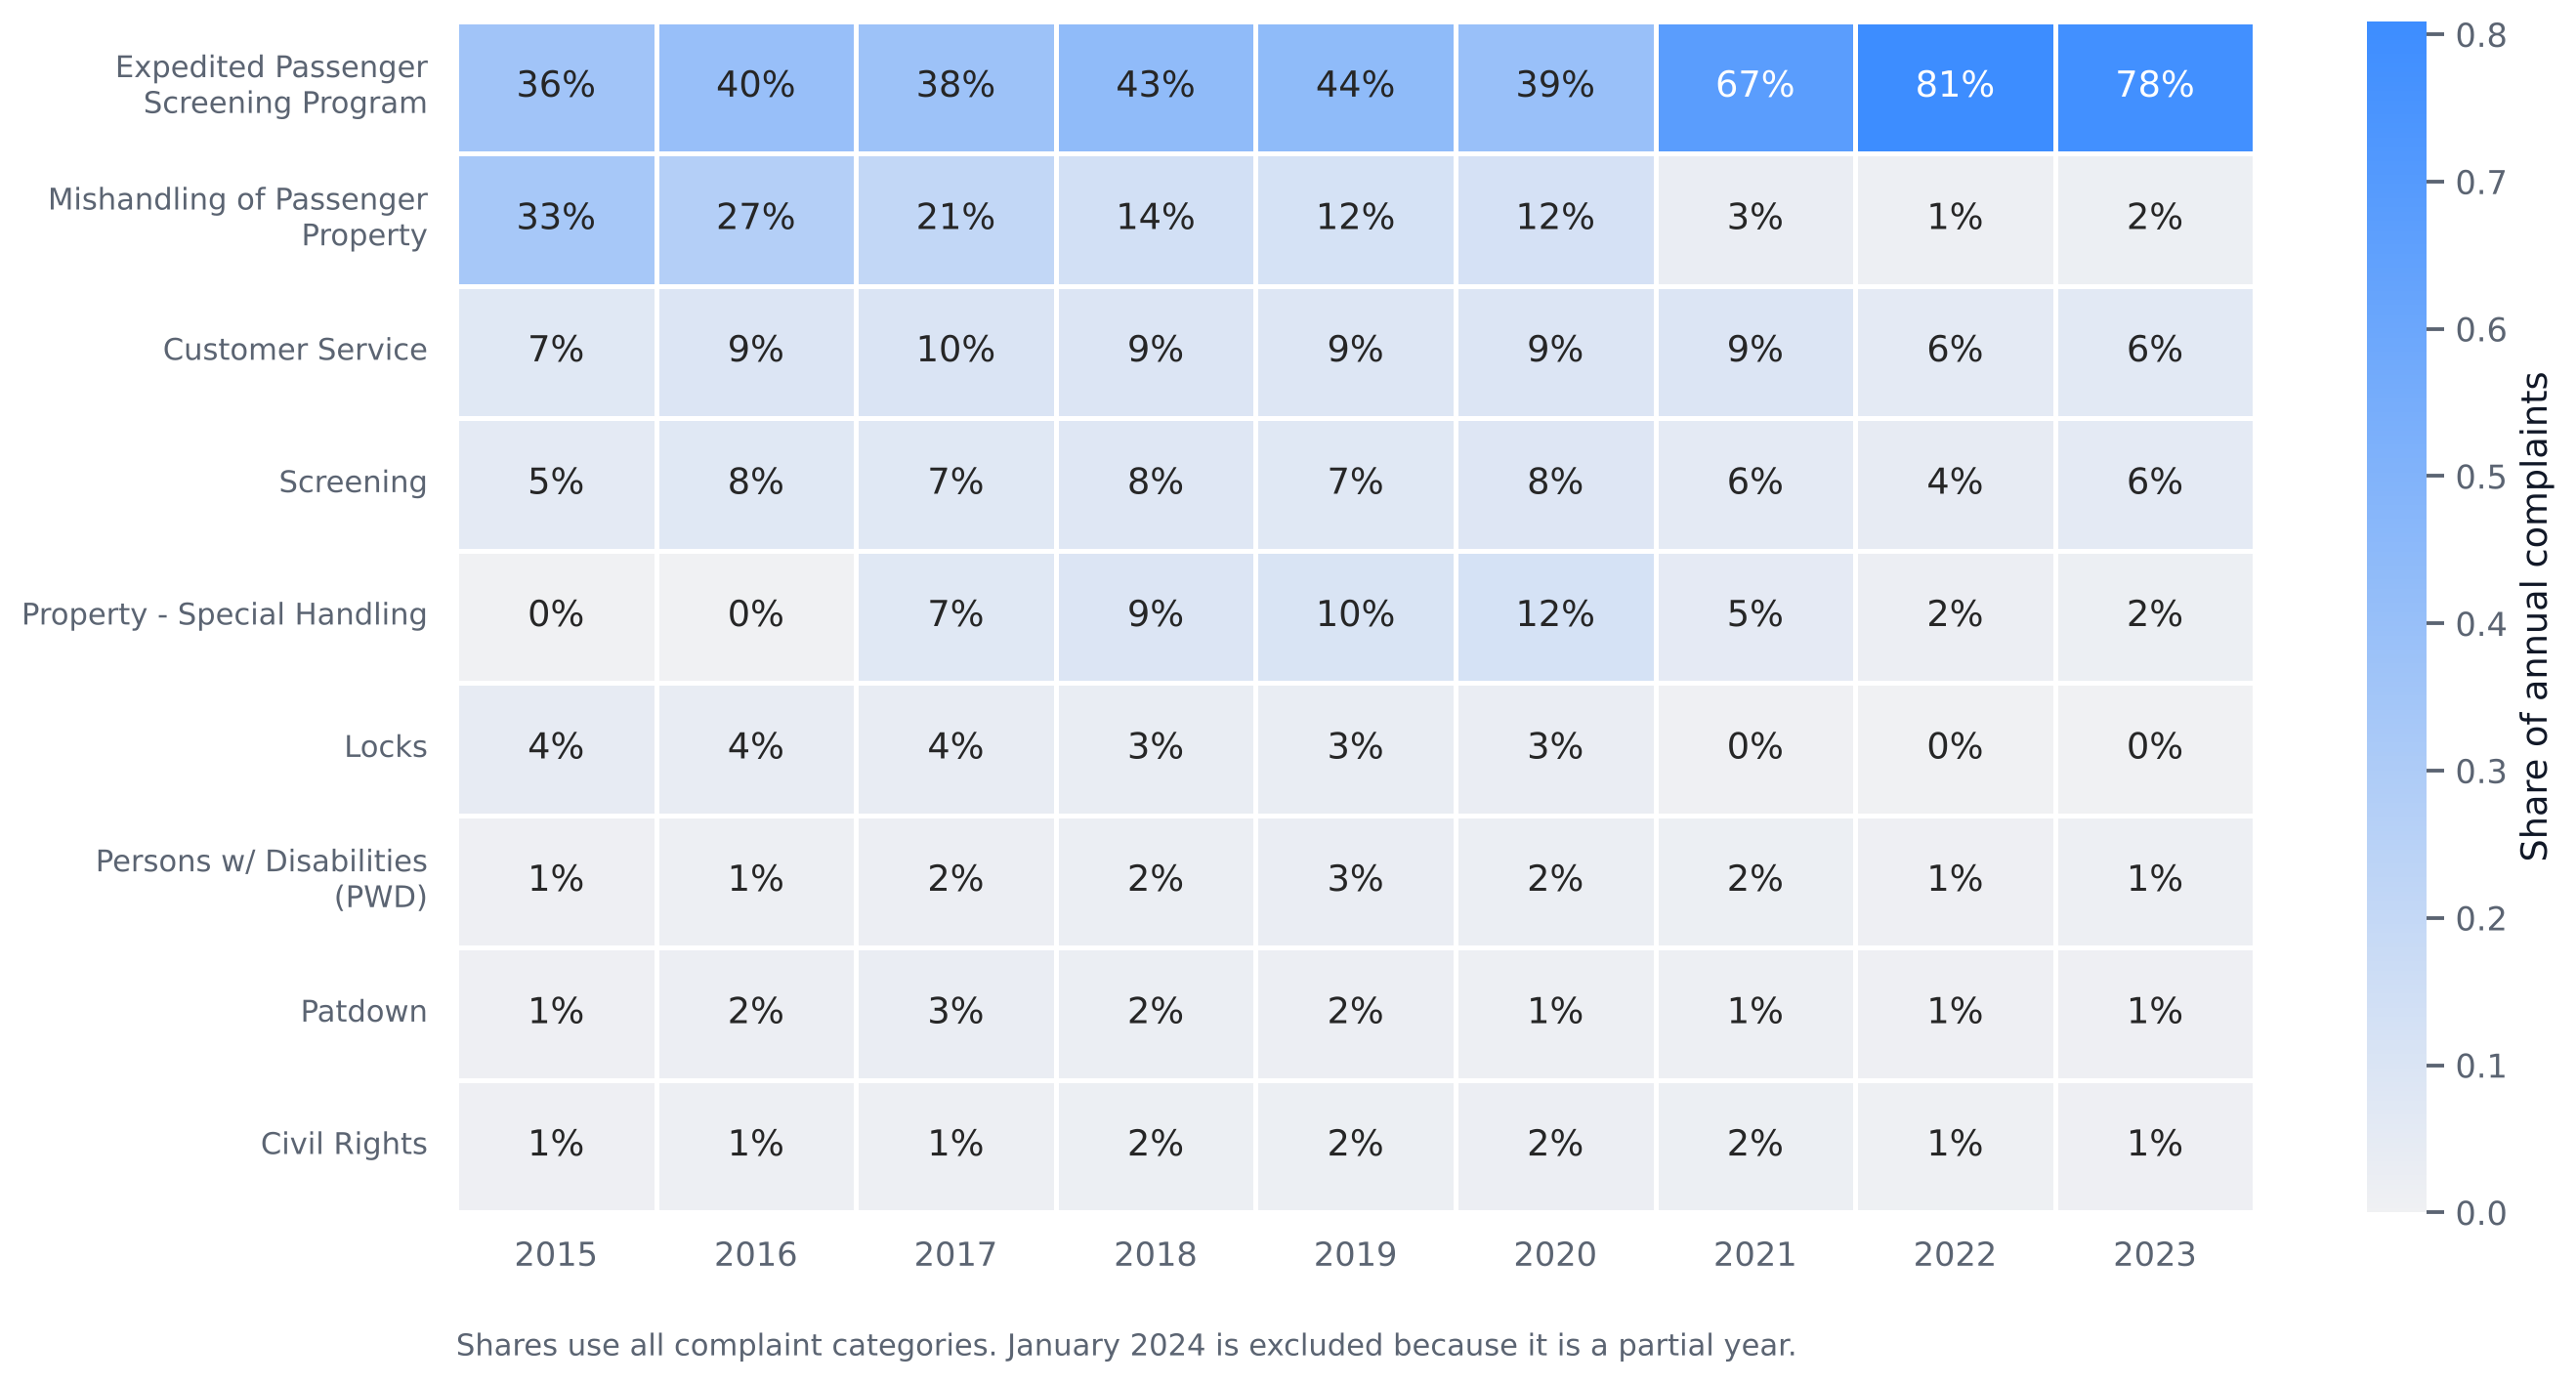 Expedited Passenger
Screening Program
36% 40% 38% 43% 44% 39% 67% 81% 78%
Mishandling of Passenger
Property
33% 27% 21% 14% 12% 12% 3% 1% 2%
Customer Service
7% 9% 10% 9% 9% 9% 9% 6% 6%
Screening
5% 8% 7% 8% 7% 8% 6% 4% 6%
Property - Special Handling
0% 0% 7% 9% 10% 12% 5% 2% 2%
Locks
4% 4% 4% 3% 3% 3% 0% 0% 0%
Persons w/ Disabilities
(PWD)
1% 1% 2% 2% 3% 2% 2% 1% 1%
Patdown
1% 2% 3% 2% 2% 1% 1% 1% 1%
Civil Rights
1% 1% 1% 2% 2% 2% 2% 1% 1%
2015 2016 2017 2018 2019 2020 2021 2022 2023
0.8
0.7
0.6
0.5
0.4
0.3
0.2
0.1
0.0
Share of annual complaints
Shares use all complaint categories. January 2024 is excluded because it is a partial year.